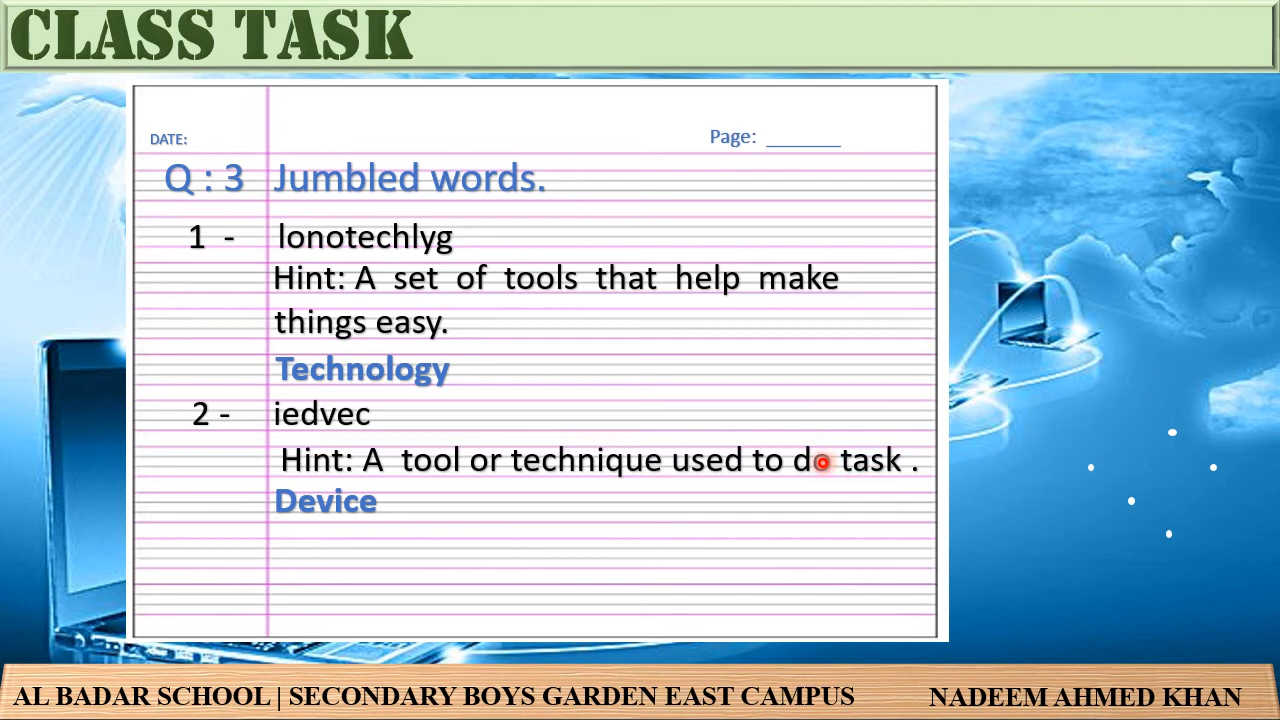 CLASS TASK
DATE: Page: _______
Q : 3 Jumbled words.
1 - lonotechlyg
Hint: A set of tools that help make
things easy.
Technology
2 - iedvec
Hint: A tool or technique used to do task .
Device
AL BADAR SCHOOL | SECONDARY BOYS GARDEN EAST CAMPUS NADEEM AHMED KHAN